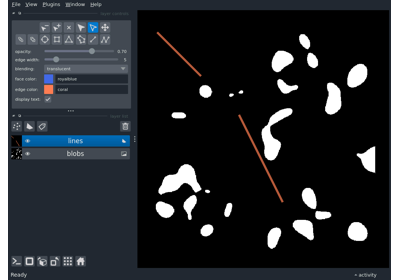 File View Plugins Window Help
opacity: 0.70
edge width: 5
blending: translucent
face color: royalblue
edge color: coral
display text: ✓
lines
blobs
Ready
activity